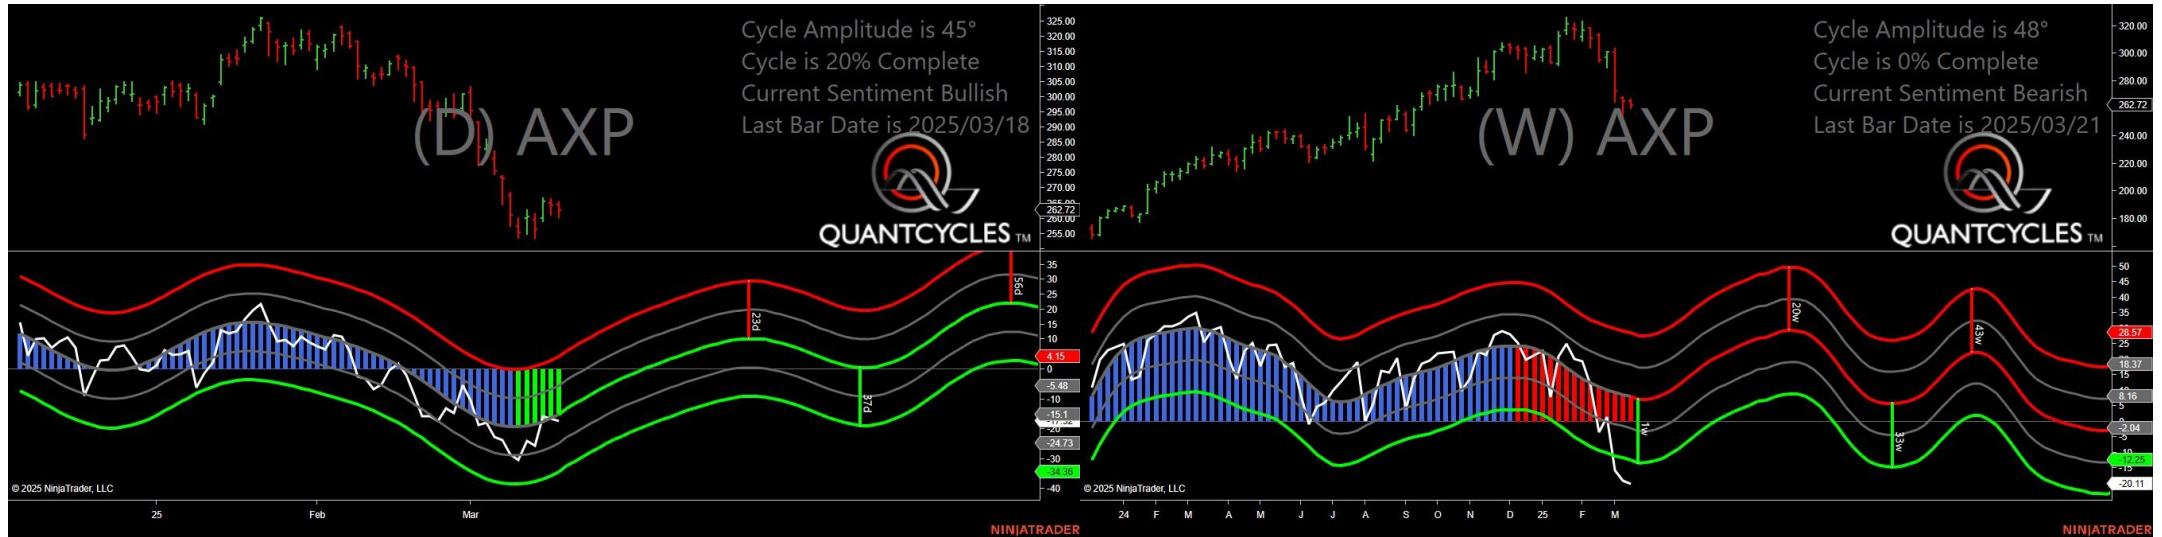 Cycle Amplitude is 45°
Cycle is 20% Complete
Current Sentiment Bullish
Last Bar Date is 2025/03/18
(D) AXP
QUANTCYCLES TM
325.00
320.00
315.00
310.00
305.00
300.00
295.00
290.00
285.00
280.00
275.00
270.00
262.72
260.00
255.00
35
30
25
20
15
10
4.15
0
-5.48
-10
-15.1
-20
-24.73
-30
-34.36
-40
23d
37d
56d
© 2025 NinjaTrader, LLC
25 Feb Mar
NINJATRADER
Cycle Amplitude is 48°
Cycle is 0% Complete
Current Sentiment Bearish
Last Bar Date is 2025/03/21
(W) AXP
QUANTCYCLES TM
320.00
300.00
280.00
262.72
240.00
220.00
200.00
180.00
50
45
40
35
28.57
25
18.37
15
8.16
5
-2.04
-5
-12.25
-15
-20.11
1w
20w
33w
43w
© 2025 NinjaTrader, LLC
24 F M A M J J A S O N D 25 F M
NINJATRADER